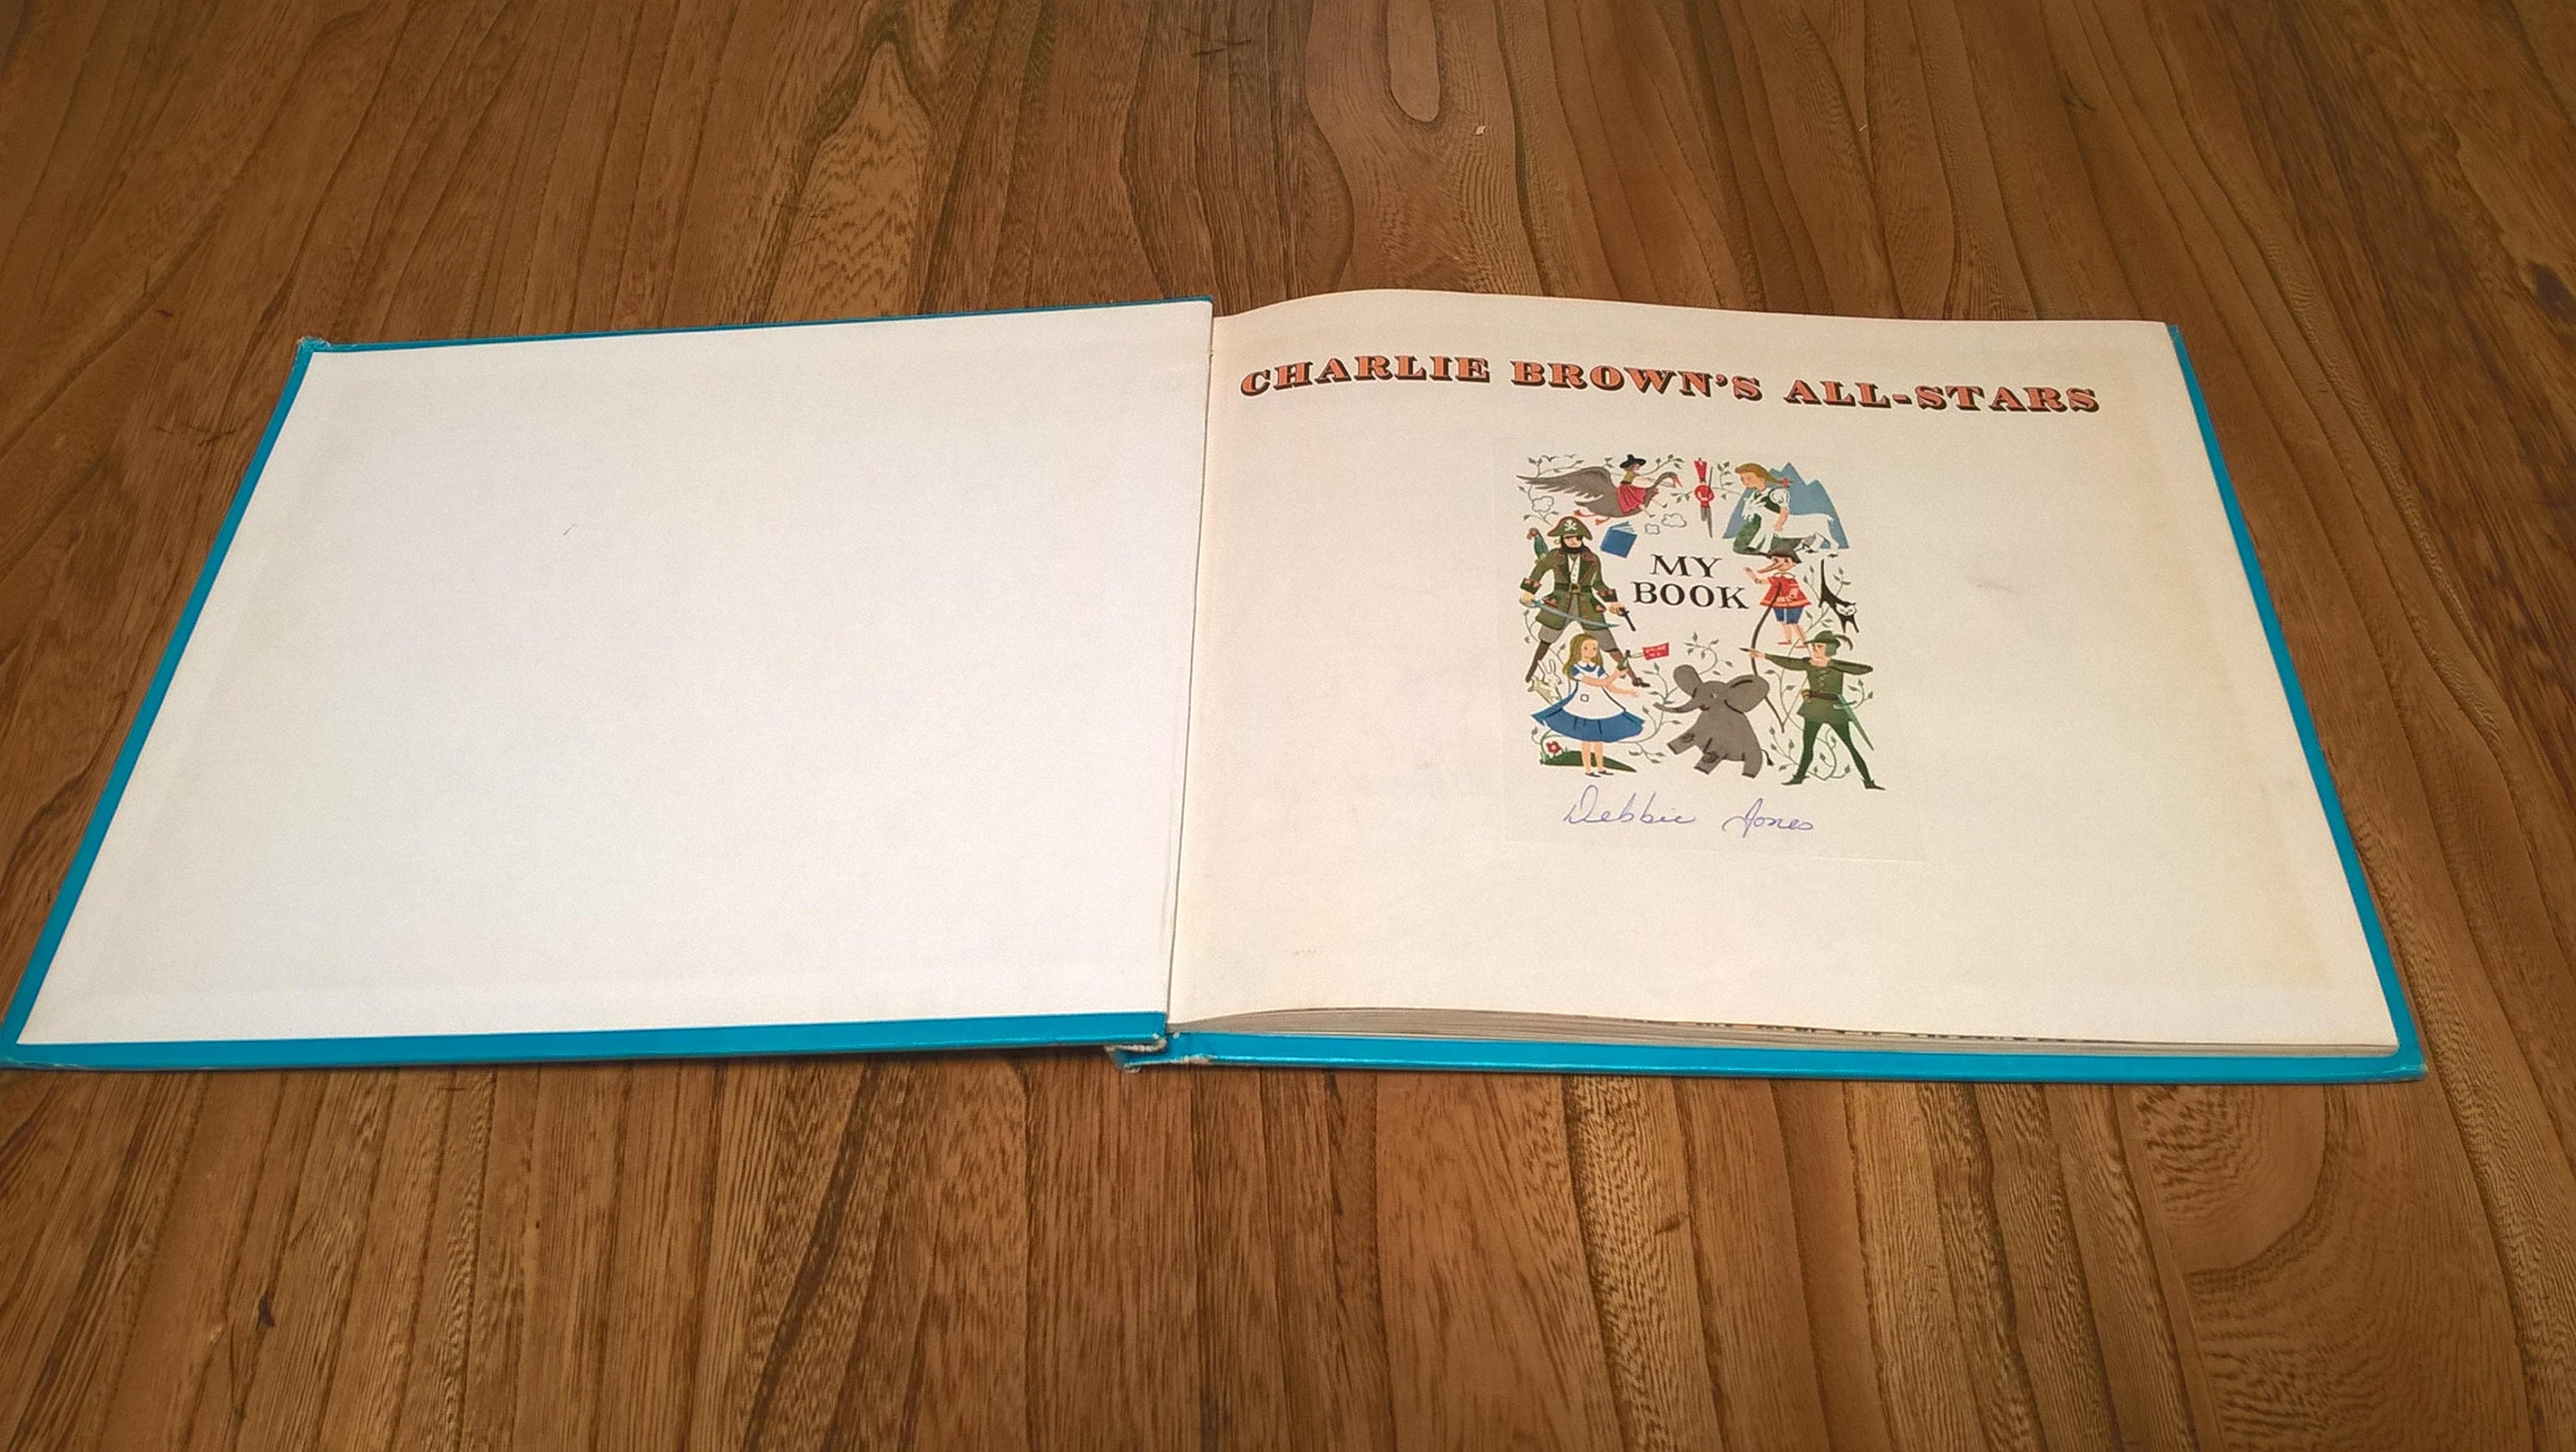 CHARLIE BROWN'S ALL-STARS
MY
BOOK
Debbie Jones